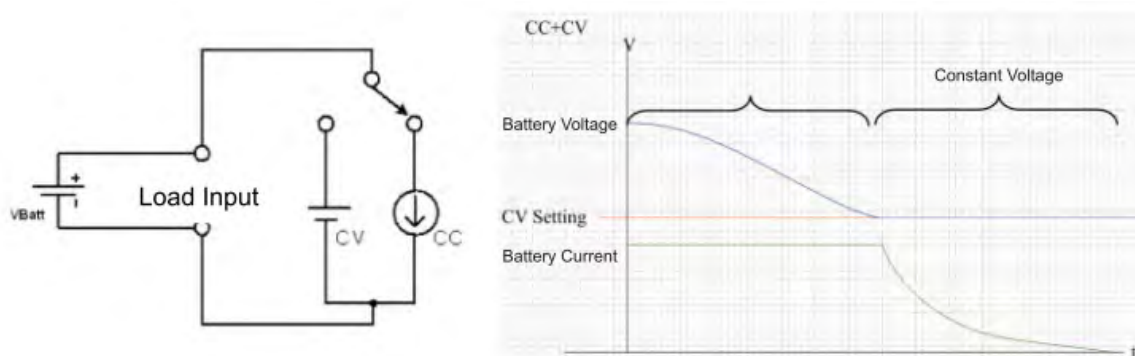 VBatt
+
-
Load Input
CV
CC
CC+CV
V
Constant Voltage
Battery Voltage
CV Setting
Battery Current
t